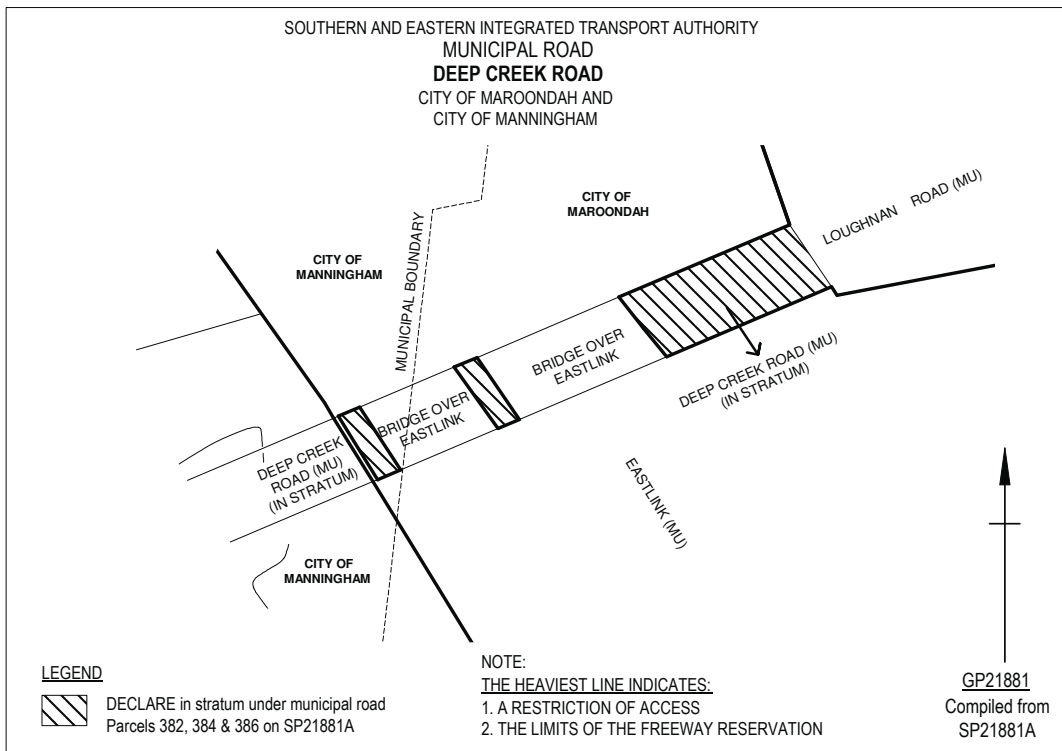 SOUTHERN AND EASTERN INTEGRATED TRANSPORT AUTHORITY
MUNICIPAL ROAD
DEEP CREEK ROAD
CITY OF MAROONDAH AND
CITY OF MANNINGHAM
CITY OF
MAROONDAH
LOUGHNAN ROAD (MU)
CITY OF
MANNINGHAM
MUNICIPAL BOUNDARY
BRIDGE OVER
EASTLINK
BRIDGE OVER
EASTLINK
DEEP CREEK ROAD (MU)
(IN STRATUM)
DEEP CREEK
ROAD (MU)
(IN STRATUM)
EASTLINK (MU)
CITY OF
MANNINGHAM
LEGEND
DECLARE in stratum under municipal road
Parcels 382, 384 & 386 on SP21881A
NOTE:
THE HEAVIEST LINE INDICATES:
1. A RESTRICTION OF ACCESS
2. THE LIMITS OF THE FREEWAY RESERVATION
GP21881
Compiled from
SP21881A